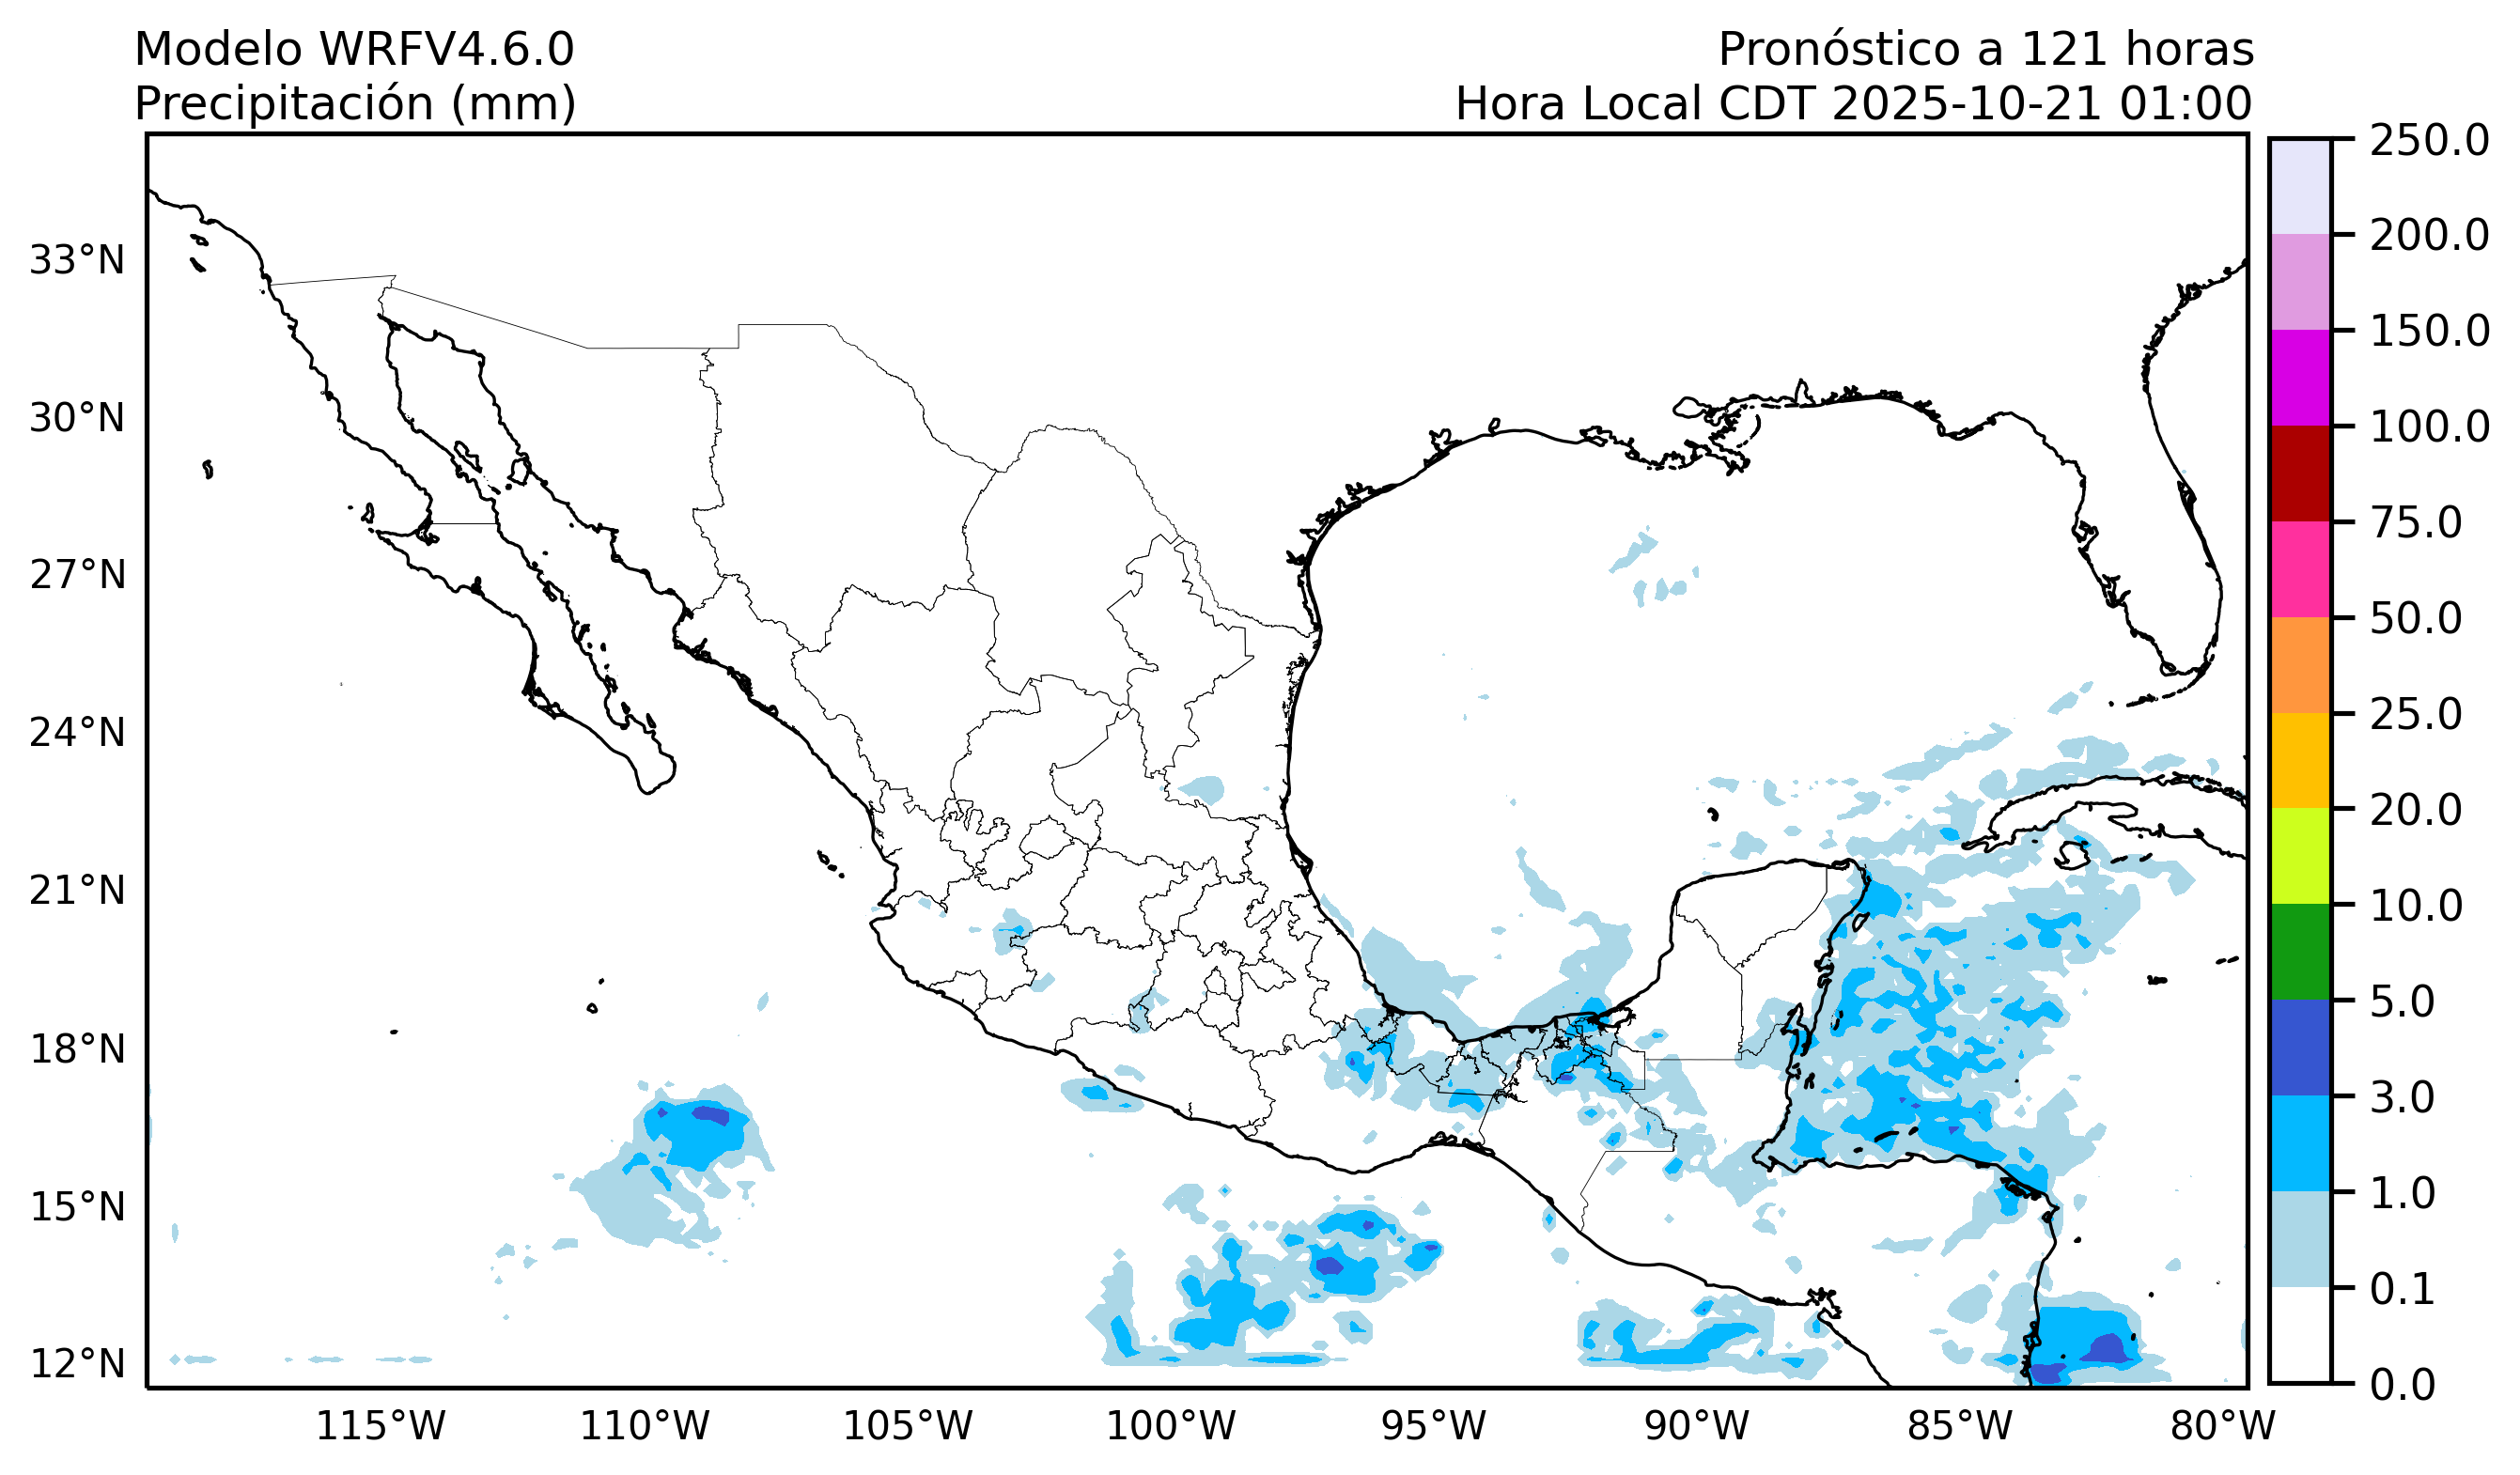 Modelo WRFV4.6.0
Precipitación (mm)
Pronóstico a 121 horas
Hora Local CDT 2025-10-21 01:00
33°N
30°N
27°N
24°N
21°N
18°N
15°N
12°N
115°W
110°W
105°W
100°W
95°W
90°W
85°W
80°W
250.0
200.0
150.0
100.0
75.0
50.0
25.0
20.0
10.0
5.0
3.0
1.0
0.1
0.0